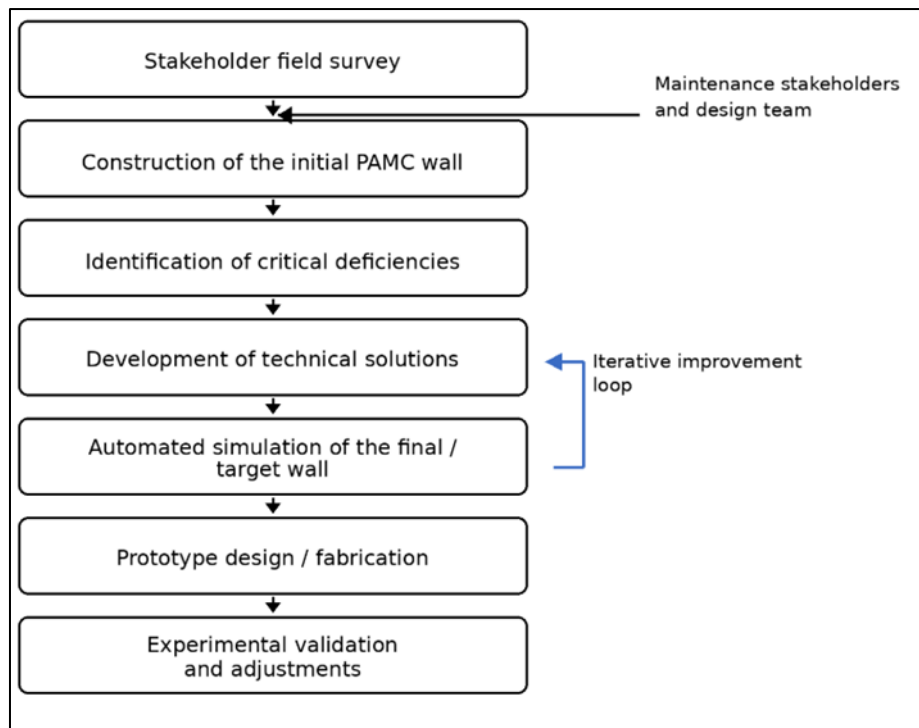 Stakeholder field survey
Maintenance stakeholders
and design team
Construction of the initial PAMC wall
Identification of critical deficiencies
Development of technical solutions
Iterative improvement
loop
Automated simulation of the final /
target wall
Prototype design / fabrication
Experimental validation
and adjustments